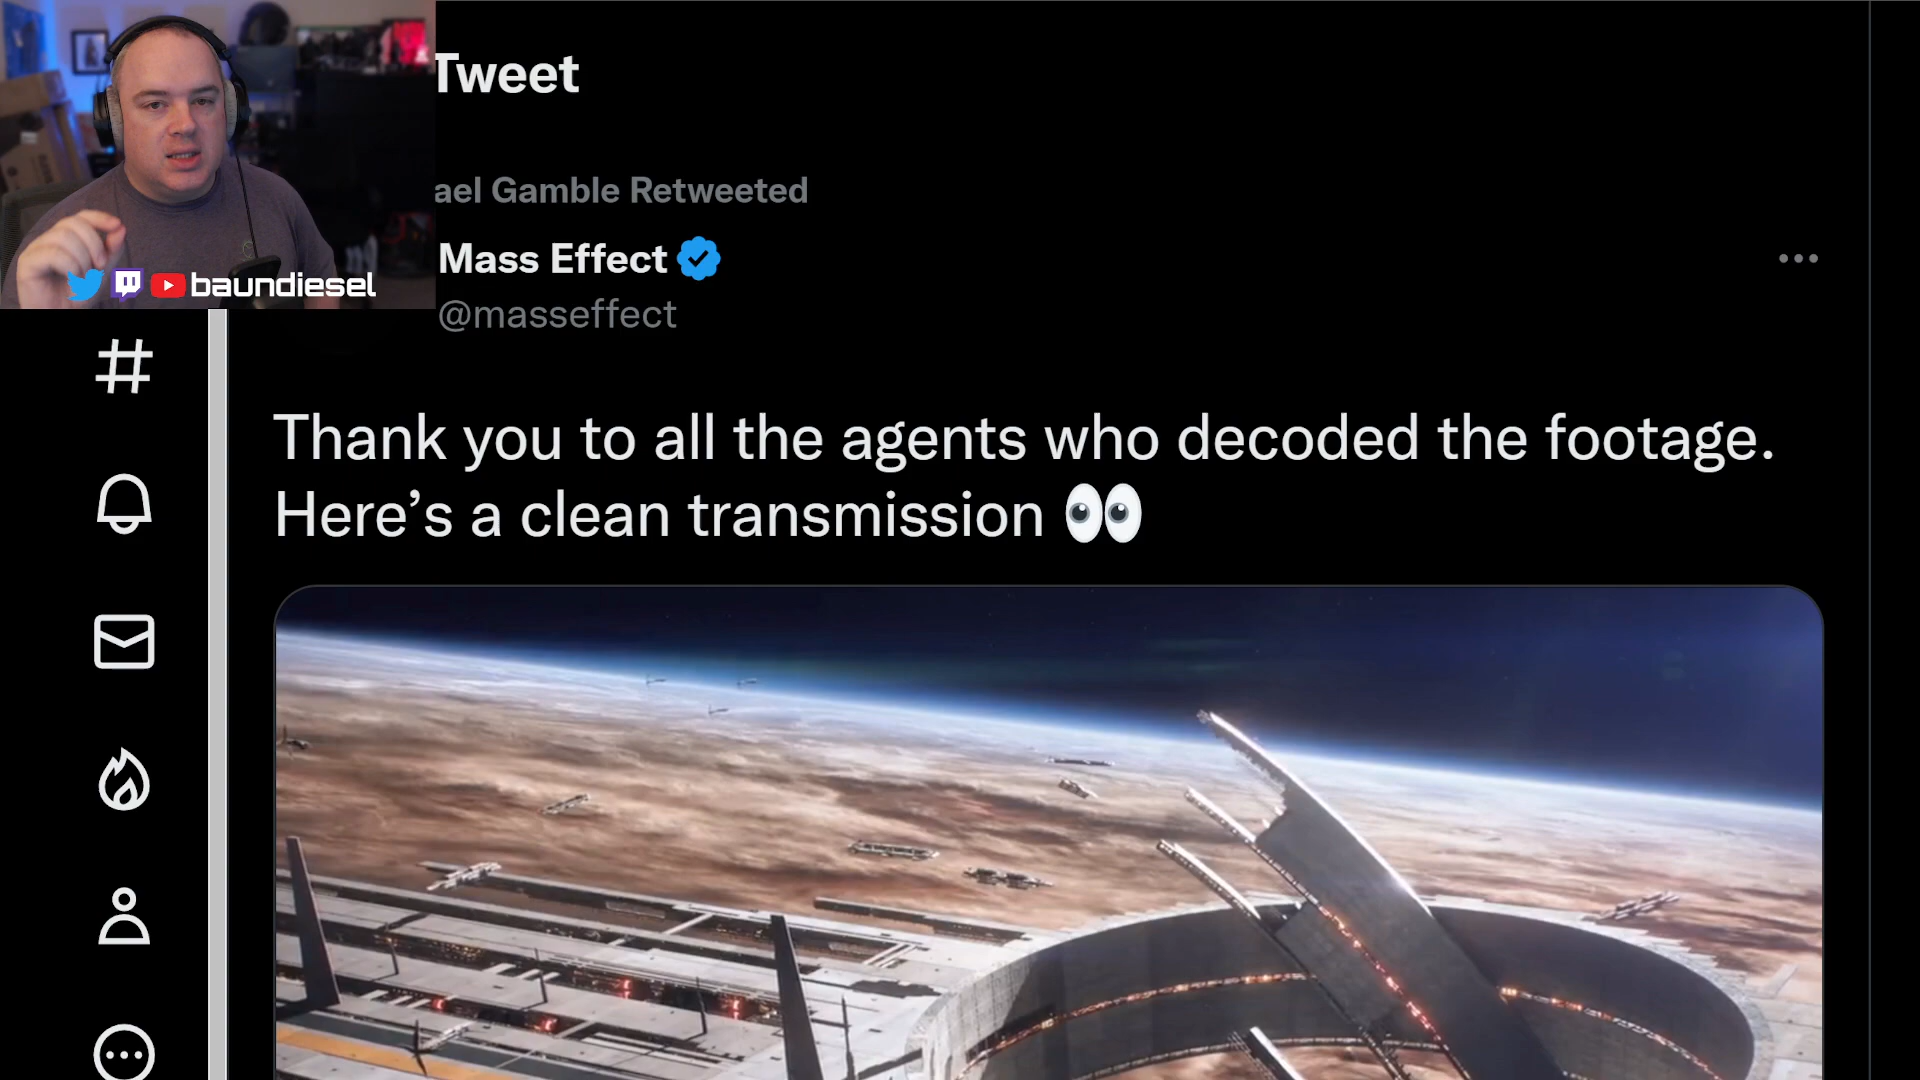 Tweet
ael Gamble Retweeted
Mass Effect
@masseffect
baundiesel
Thank you to all the agents who decoded the footage.
Here’s a clean transmission 👀